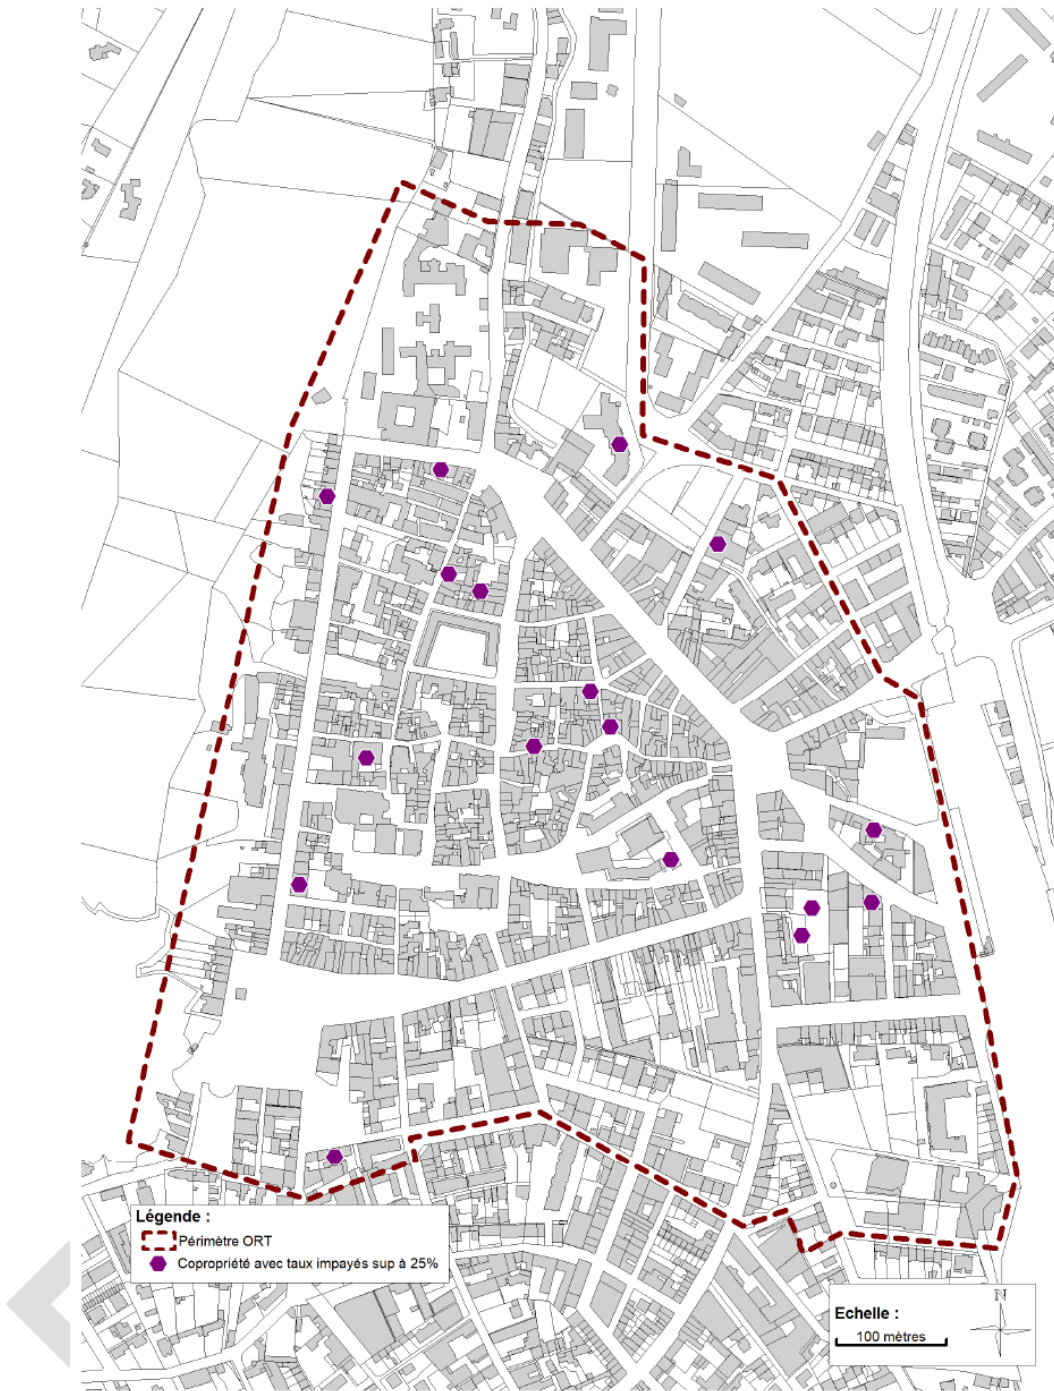 Légende :
Périmètre ORT
Copropriété avec taux impayés sup à 25%
N
Echelle :
100 mètres